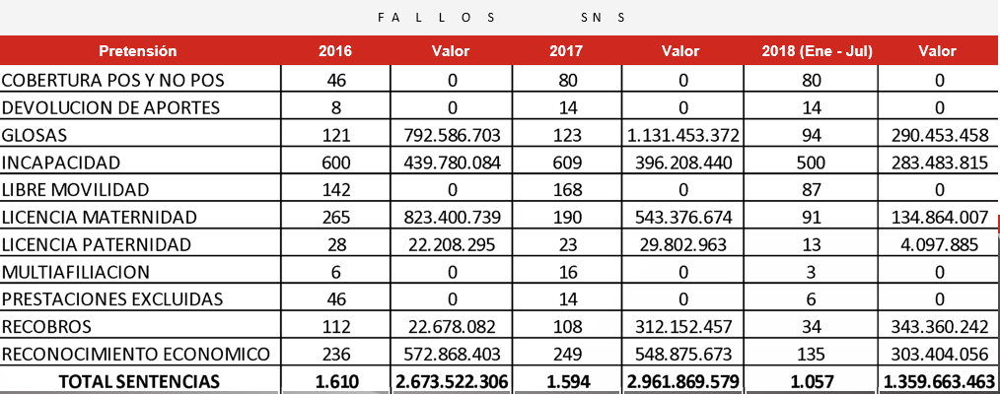 FALLOS SNS
Pretensión 2016 Valor 2017 Valor 2018 (Ene - Jul) Valor
COBERTURA POS Y NO POS 46 0 80 0 80 0
DEVOLUCION DE APORTES 8 0 14 0 14 0
GLOSAS 121 792.586.703 123 1.131.453.372 94 290.453.458
INCAPACIDAD 600 439.780.084 609 396.208.440 500 283.483.815
LIBRE MOVILIDAD 142 0 168 0 87 0
LICENCIA MATERNIDAD 265 823.400.739 190 543.376.674 91 134.864.007
LICENCIA PATERNIDAD 28 22.208.295 23 29.802.963 13 4.097.885
MULTIAFILIACION 6 0 16 0 3 0
PRESTACIONES EXCLUIDAS 46 0 14 0 6 0
RECOBROS 112 22.678.082 108 312.152.457 34 343.360.242
RECONOCIMIENTO ECONOMICO 236 572.868.403 249 548.875.673 135 303.404.056
TOTAL SENTENCIAS 1.610 2.673.522.306 1.594 2.961.869.579 1.057 1.359.663.463